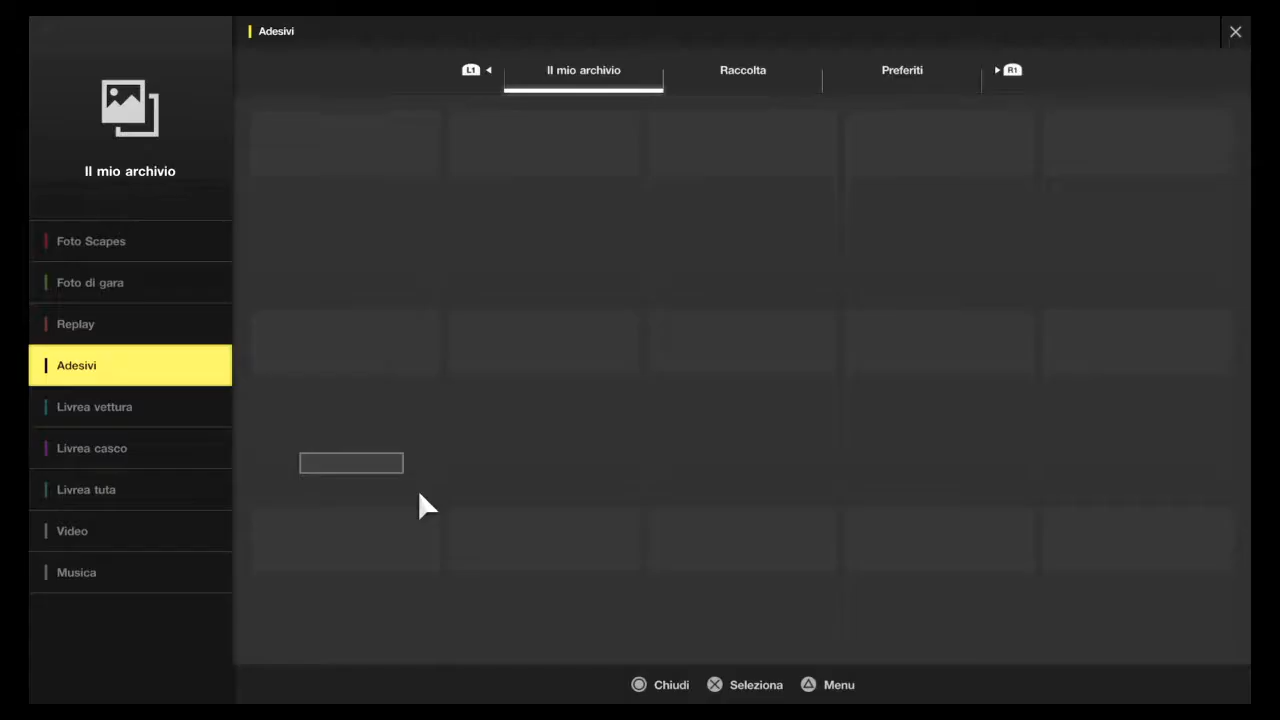 Adesivi
L1
Il mio archivio
Raccolta
Preferiti
R1
Il mio archivio
Foto Scapes
Foto di gara
Replay
Adesivi
Livrea vettura
Livrea casco
Livrea tuta
Video
Musica
Chiudi
Seleziona
Menu